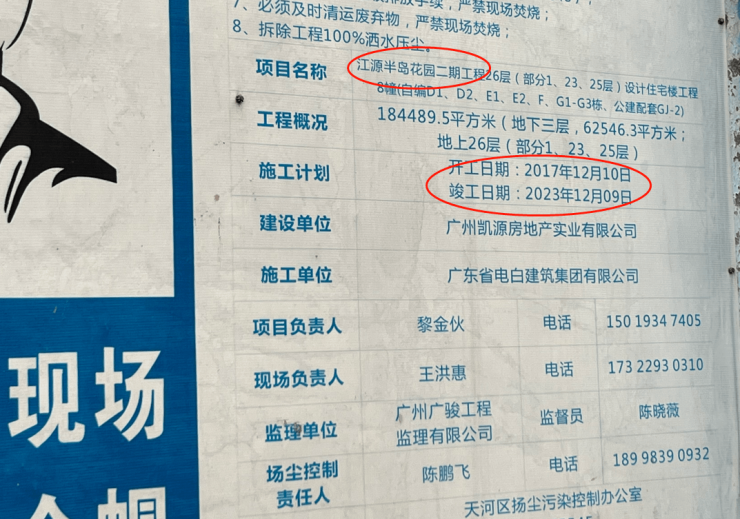 7、必须及时清运废弃物，严禁现场焚烧；
8、拆除工程100%洒水压尘。
项目名称 江源半岛花园二期工程26层（部分1、23、25层）设计住宅楼工程
8幢(自编D1、D2、E1、E2、F、G1-G3栋、公建配套GJ-2)
工程概况 184489.5平方米（地下三层，62546.3平方米；
地上26层（部分1、23、25层）
施工计划 开工日期：2017年12月10日
竣工日期：2023年12月09日
建设单位 广州凯源房地产实业有限公司
施工单位 广东省电白建筑集团有限公司
项目负责人 黎金伙 电话 150 1934 7405
现场负责人 王洪惠 电话 173 2293 0310
监理单位 广州广骏工程
监理有限公司 监督员 陈晓薇
场尘控制
责任人 陈鹏飞 电话 189 9839 0932
天河区扬尘污染控制办公室
现场